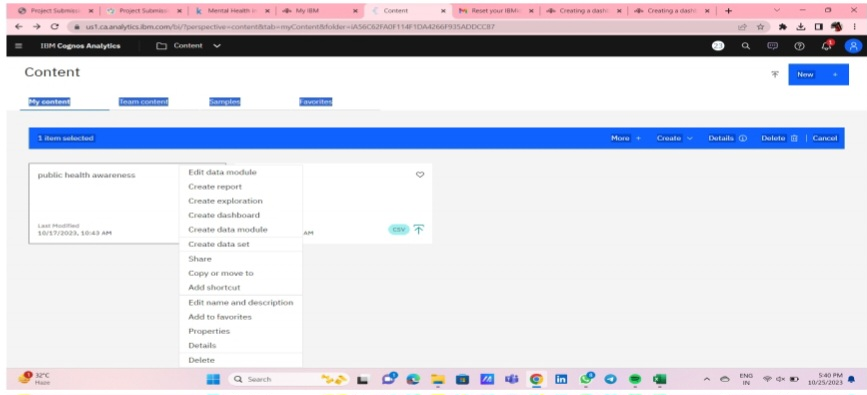 Project Submiss
Project Submiss
Mental Health in
My IBM
Content
Reset your IBMid
Creating a dashb
Creating a dashb
us1.ca.analytics.ibm.com/bi/?perspective=content&tab=myContent&folder=iA56C62FA0F114F1DA4266F935ADDCC87
IBM Cognos Analytics
Content
23
Content
New +
My content
Team content
Samples
Favorites
1 item selected
More +
Create
Details
Delete
Cancel
public health awareness
Last Modified
10/17/2023, 10:43 AM
AM
CSV
Edit data module
Create report
Create exploration
Create dashboard
Create data module
Create data set
Share
Copy or move to
Add shortcut
Edit name and description
Add to favorites
Properties
Details
Delete
32°C
Haze
Search
ENG
IN
5:40 PM
10/25/2023